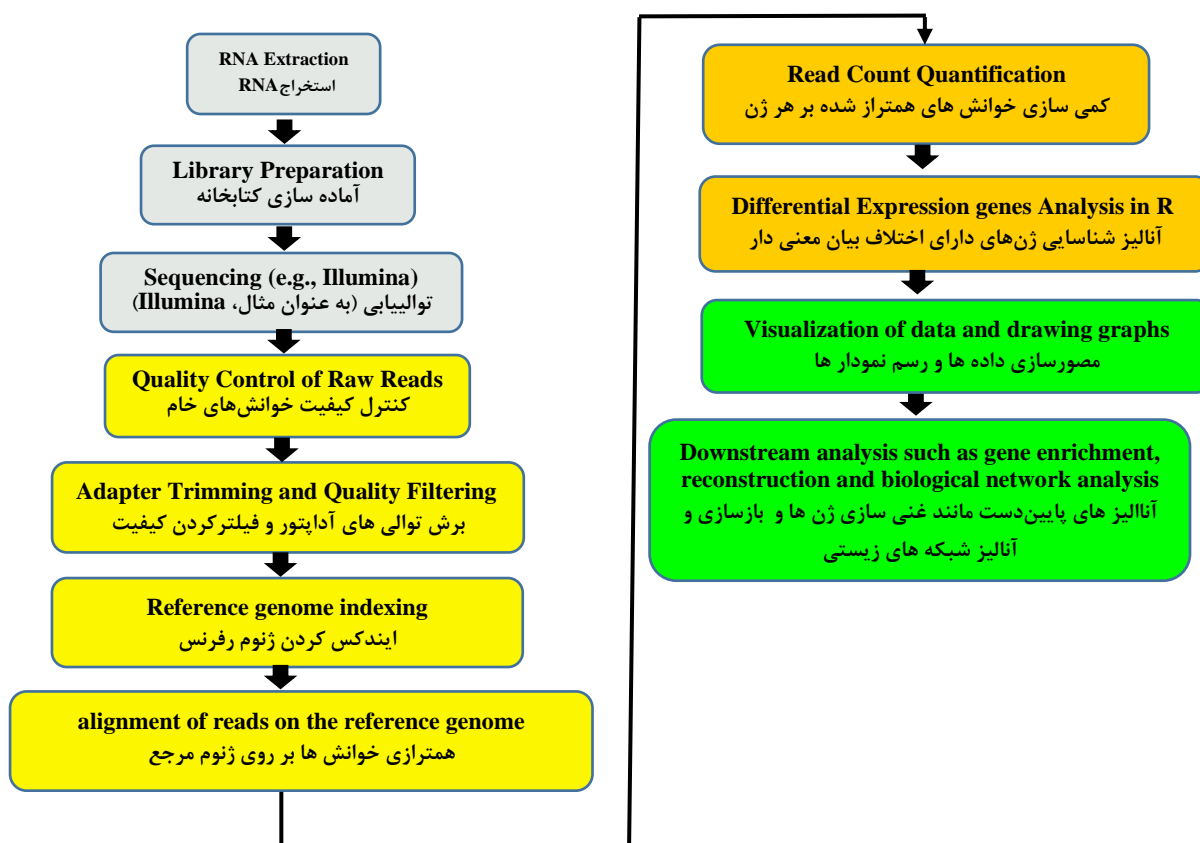 RNA Extraction
استخراج RNA
Library Preparation
آماده سازی کتابخانه
Sequencing (e.g., Illumina)
توالییابی (به عنوان مثال، Illumina)
Quality Control of Raw Reads
کنترل کیفیت خوانش‌های خام
Adapter Trimming and Quality Filtering
برش توالی های آداپتور و فیلترکردن کیفیت
Reference genome indexing
ایندکس کردن ژنوم رفرنس
alignment of reads on the reference genome
همترازی خوانش ها بر روی ژنوم مرجع
Read Count Quantification
کمی سازی خوانش های همتراز شده بر هر ژن
Differential Expression genes Analysis in R
آنالیز شناسایی ژن‌های دارای اختلاف بیان معنی دار
Visualization of data and drawing graphs
مصورسازی داده ها و رسم نمودار ها
Downstream analysis such as gene enrichment,
reconstruction and biological network analysis
آناالیز های پایین‌دست مانند غنی سازی ژن ها و بازسازی و
آنالیز شبکه های زیستی